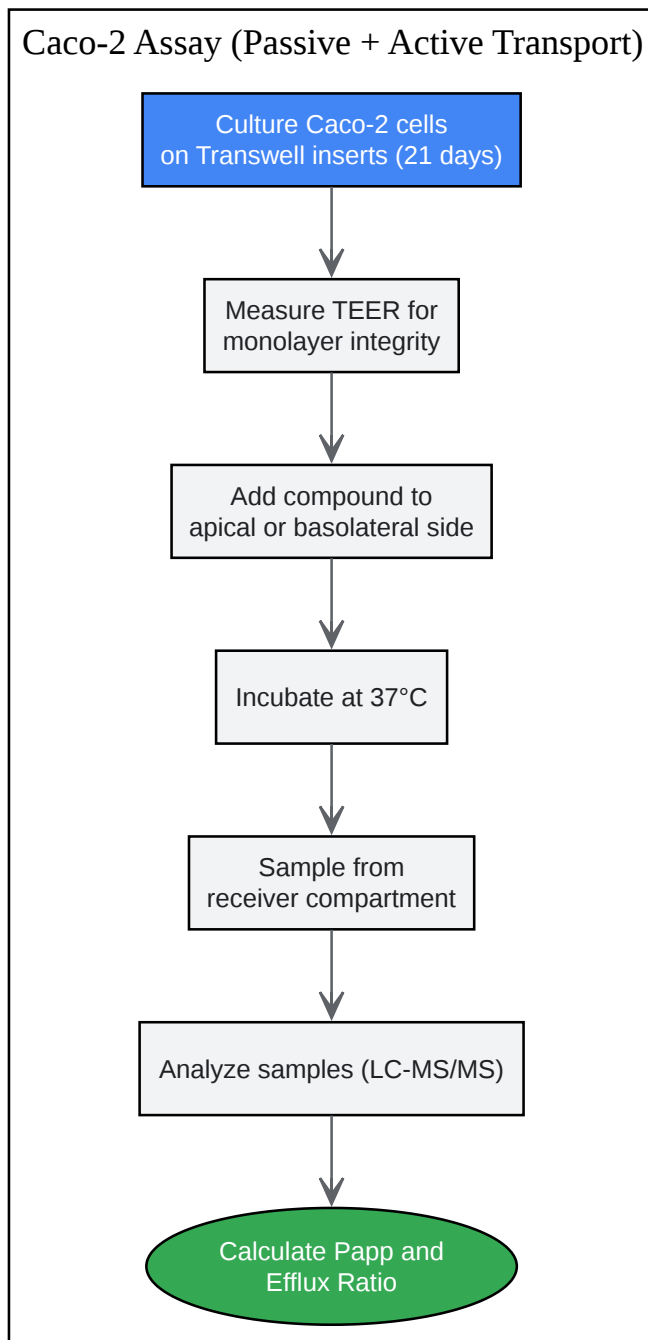 Caco-2 Assay (Passive + Active Transport)
Culture Caco-2 cells
on Transwell inserts (21 days)
Measure TEER for
monolayer integrity
Add compound to
apical or basolateral side
Incubate at 37°C
Sample from
receiver compartment
Analyze samples (LC-MS/MS)
Calculate Papp and
Efflux Ratio